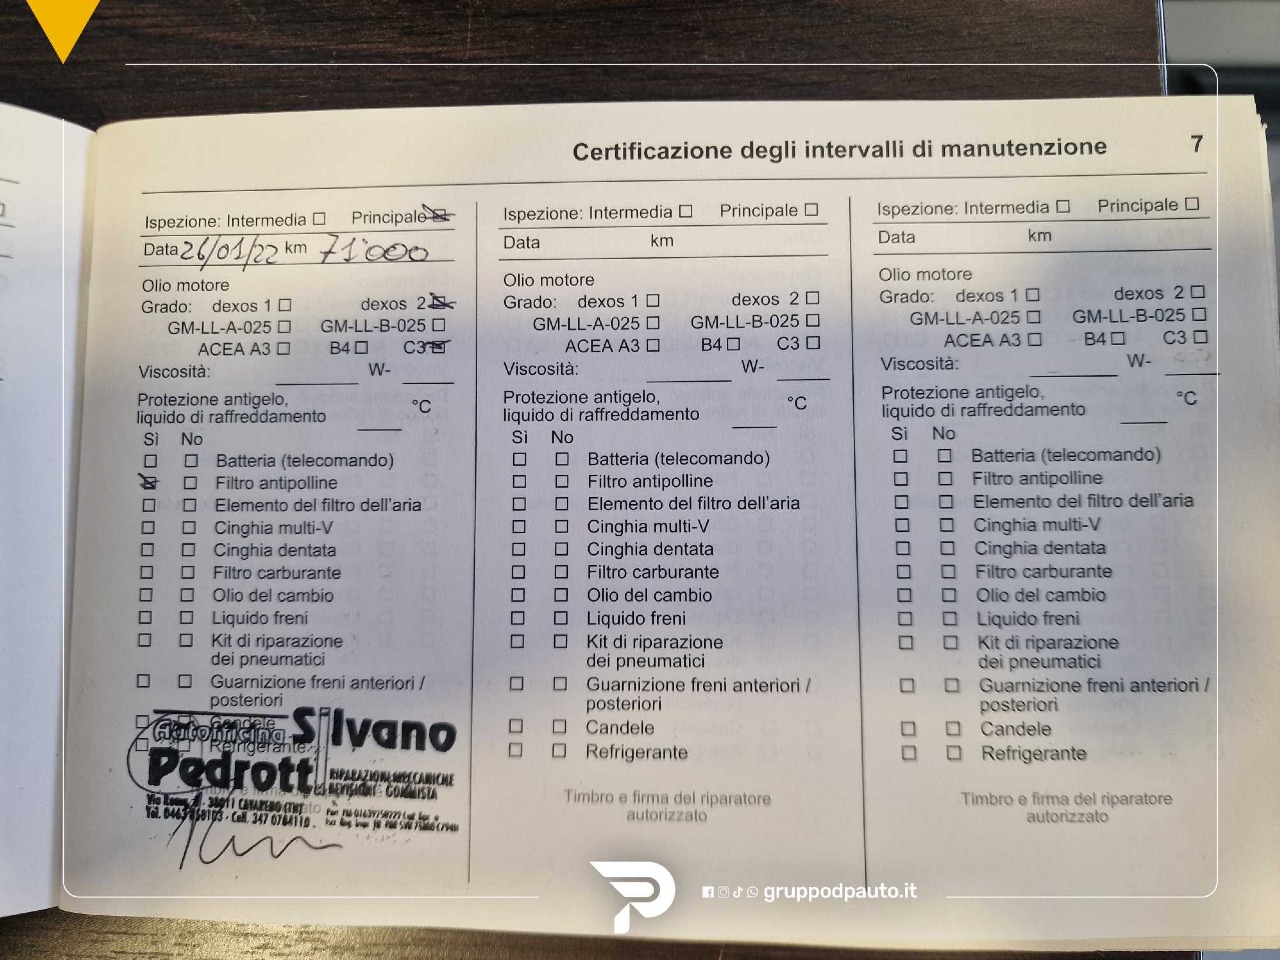 Certificazione degli intervalli di manutenzione 7
Ispezione: Intermedia Principale
Data 26/01/22 km 71'000
Olio motore
Grado: dexos 1 dexos 2
GM-LL-A-025 GM-LL-B-025
ACEA A3 B4 C3
Viscosità: W-
Protezione antigelo,
liquido di raffreddamento °C
Sì No
Batteria (telecomando)
Filtro antipolline
Elemento del filtro dell'aria
Cinghia multi-V
Cinghia dentata
Filtro carburante
Olio del cambio
Liquido freni
Kit di riparazione
dei pneumatici
Guarnizione freni anteriori /
posteriori
Candele
Refrigerante
Autofficina Silvano
Pedrotti
RIPARAZIONI MECCANICHE
REVISIONI GOMMISTA
38011
Tel. 0463 - Cell. 347 0784110
Ispezione: Intermedia Principale
Data km
Olio motore
Grado: dexos 1 dexos 2
GM-LL-A-025 GM-LL-B-025
ACEA A3 B4 C3
Viscosità: W-
Protezione antigelo,
liquido di raffreddamento °C
Sì No
Batteria (telecomando)
Filtro antipolline
Elemento del filtro dell'aria
Cinghia multi-V
Cinghia dentata
Filtro carburante
Olio del cambio
Liquido freni
Kit di riparazione
dei pneumatici
Guarnizione freni anteriori /
posteriori
Candele
Refrigerante
Timbro e firma del riparatore
autorizzato
Ispezione: Intermedia Principale
Data km
Olio motore
Grado: dexos 1 dexos 2
GM-LL-A-025 GM-LL-B-025
ACEA A3 B4 C3
Viscosità: W-
Protezione antigelo,
liquido di raffreddamento °C
Sì No
Batteria (telecomando)
Filtro antipolline
Elemento del filtro dell'aria
Cinghia multi-V
Cinghia dentata
Filtro carburante
Olio del cambio
Liquido freni
Kit di riparazione
dei pneumatici
Guarnizione freni anteriori /
posteriori
Candele
Refrigerante
Timbro e firma del riparatore
autorizzato
gruppodpauto.it